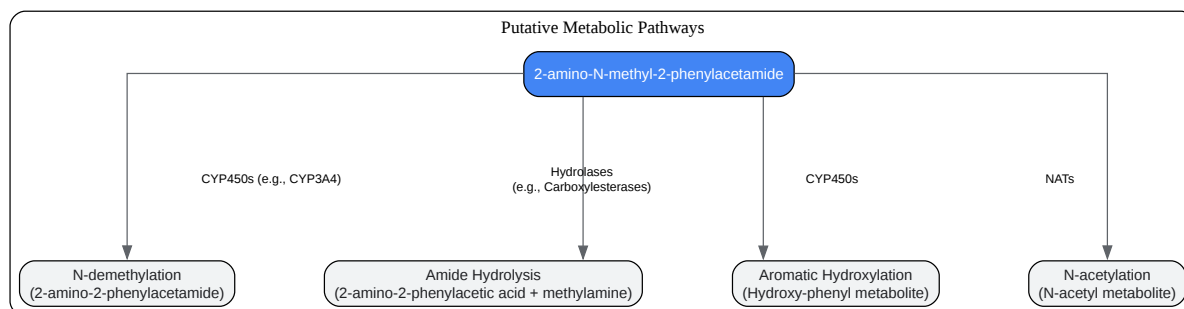 Putative Metabolic Pathways
2-amino-N-methyl-2-phenylacetamide
CYP450s (e.g., CYP3A4)
Hydrolases
(e.g., Carboxylesterases)
CYP450s
NATs
N-demethylation
(2-amino-2-phenylacetamide)
Amide Hydrolysis
(2-amino-2-phenylacetic acid + methylamine)
Aromatic Hydroxylation
(Hydroxy-phenyl metabolite)
N-acetylation
(N-acetyl metabolite)